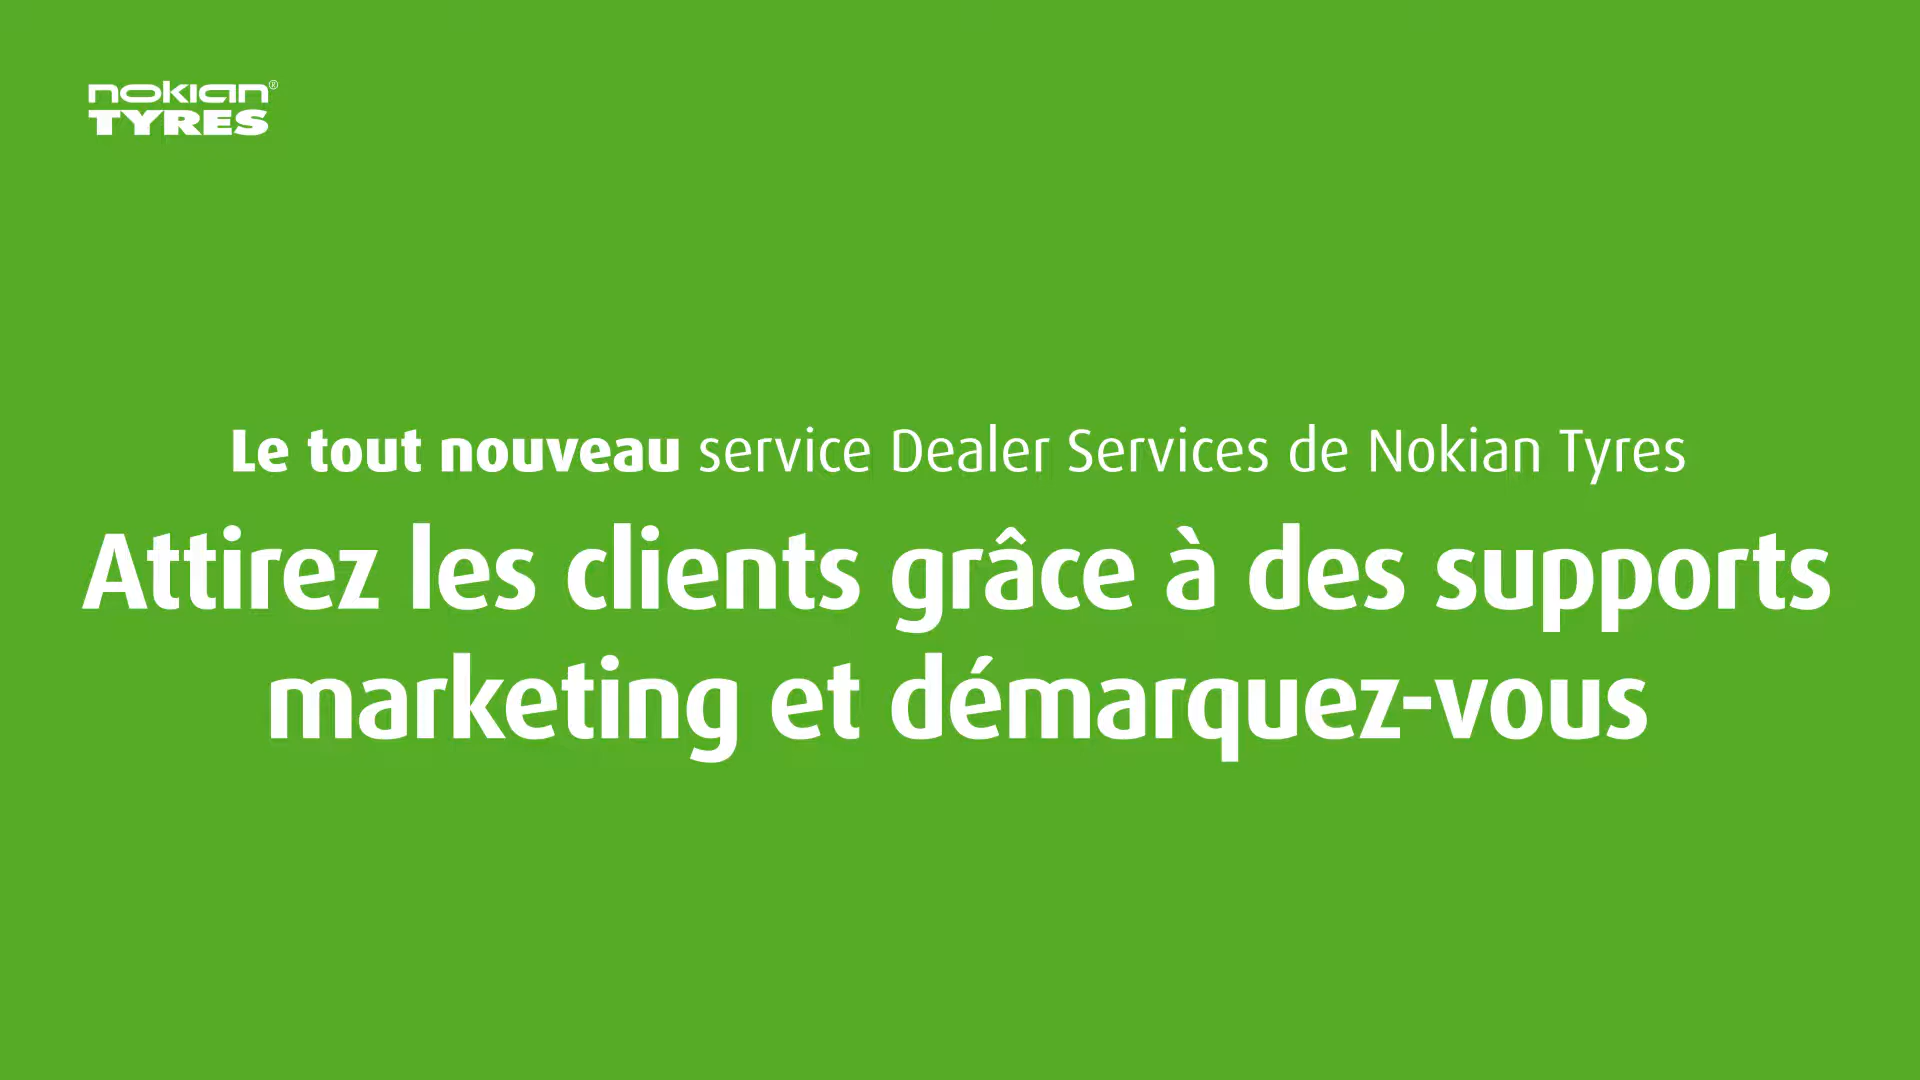 nokian®
TYRES
Le tout nouveau service Dealer Services de Nokian Tyres
Attirez les clients grâce à des supports
marketing et démarquez-vous